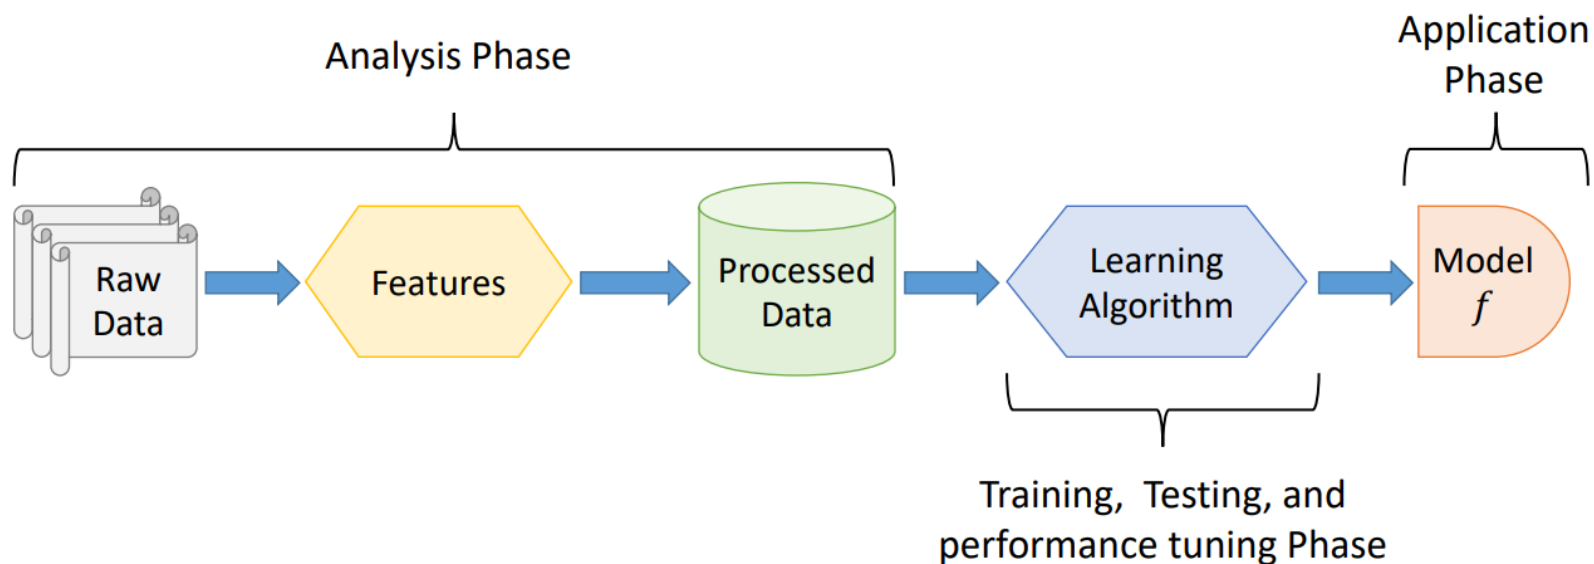 Analysis Phase
Application
Phase
Raw
Data
Features
Processed
Data
Learning
Algorithm
Model
f
Training,  Testing, and
performance tuning Phase